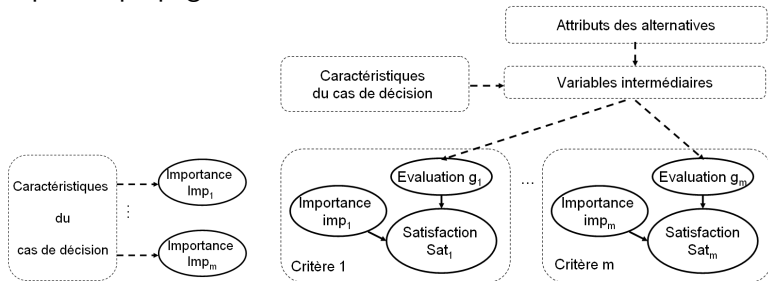 Attributs des alternatives
Caractéristiques
du cas de décision
Variables intermédiaires
Caractéristiques
du
cas de décision
Importance
Imp1
⋮
Importance
Impm
Evaluation g1
Importance
imp1
Satisfaction
Sat1
Critère 1
...
Evaluation gm
Importance
impm
Satisfaction
Satm
Critère m